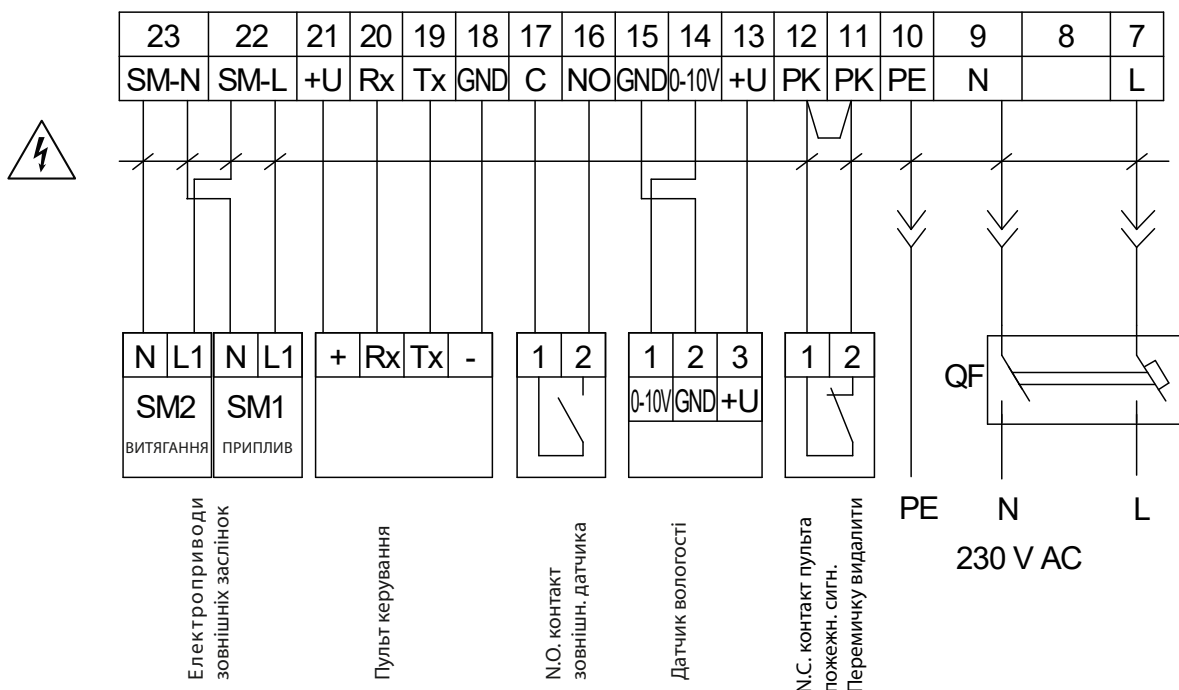 23 22 21 20 19 18 17 16 15 14 13 12 11 10 9 8 7
SM-N SM-L +U Rx Tx GND C NO GND 0-10V +U PK PK PE N L
N L1 N L1 + Rx Tx - 1 2 1 2 3 1 2
SM2 SM1 0-10V GND +U QF
ВИТЯГАННЯ ПРИПЛИВ
PE N L
230 V AC
Електроприводи
зовнішніх заслінок
Пульт керування
N.O. контакт
зовнішн. датчика
Датчик вологості
N.C. контакт пульта
пожежн. сигн.
Перемичку видалити